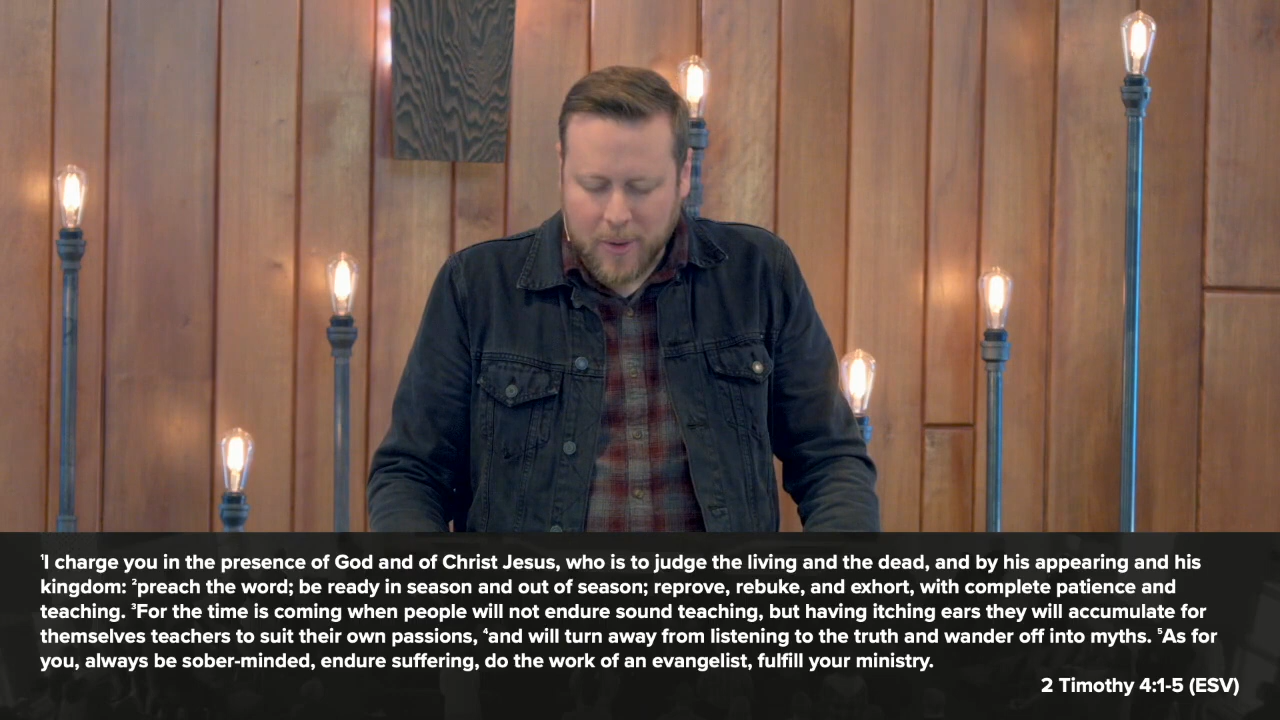 ¹I charge you in the presence of God and of Christ Jesus, who is to judge the living and the dead, and by his appearing and his
kingdom: ²preach the word; be ready in season and out of season; reprove, rebuke, and exhort, with complete patience and
teaching. ³For the time is coming when people will not endure sound teaching, but having itching ears they will accumulate for
themselves teachers to suit their own passions, ⁴and will turn away from listening to the truth and wander off into myths. ⁵As for
you, always be sober-minded, endure suffering, do the work of an evangelist, fulfill your ministry.
2 Timothy 4:1-5 (ESV)